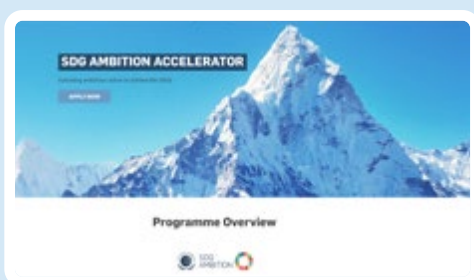 SDG AMBITION ACCELERATOR
APPLY NOW
Programme Overview
SDG
AMBITION